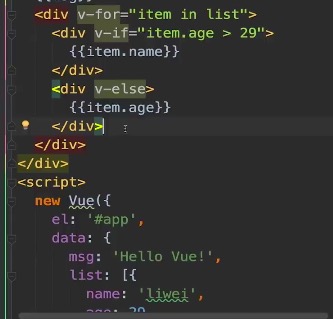 <div v-for="item in list">
<div v-if="item.age > 29">
{{item.name}}
</div>
<div v-else>
{{item.age}}
</div>
</div>
</div>
<script>
new Vue({
el: '#app',
data: {
msg: 'Hello Vue!',
list: [{
name: 'liwei',